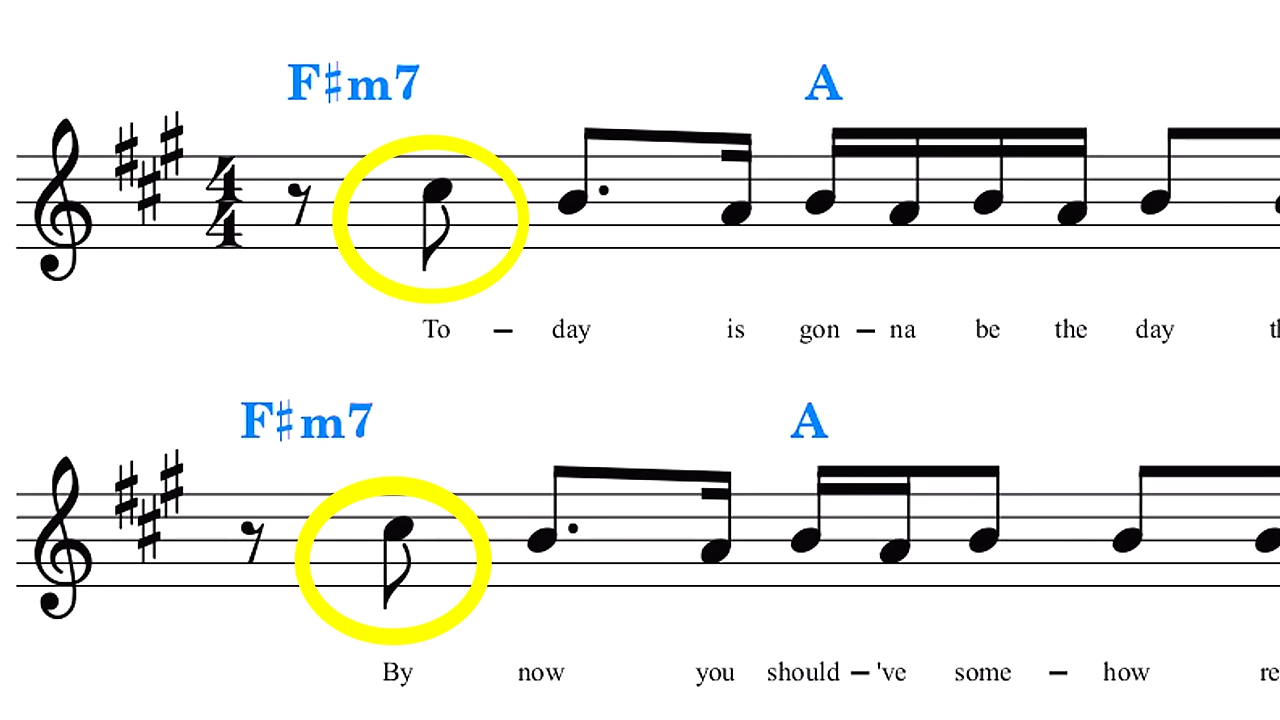 F♯m7 A
4
4
To – day is gon – na be the day
F♯m7 A
By now you should – 've some – how